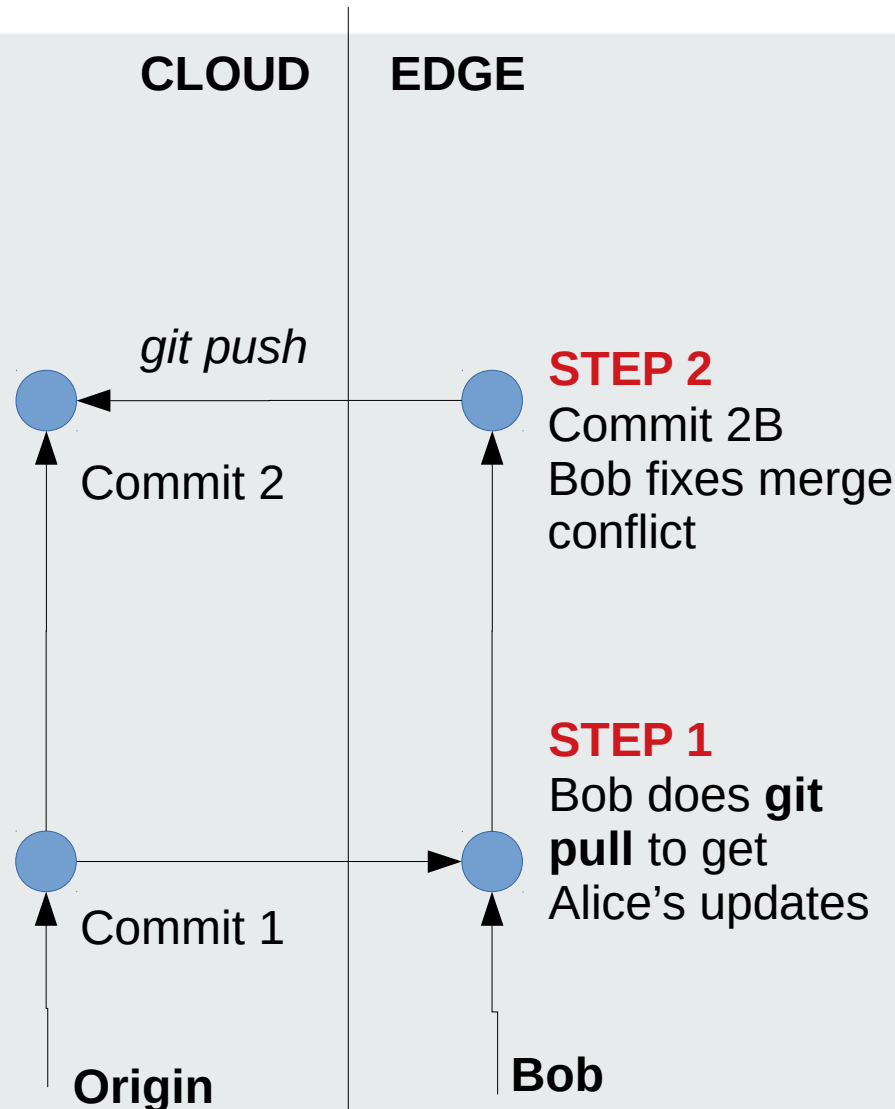 CLOUD
EDGE
git push
STEP 2
Commit 2B
Bob fixes merge
conflict
Commit 2
STEP 1
Bob does git
pull to get
Alice’s updates
Commit 1
Origin
Bob